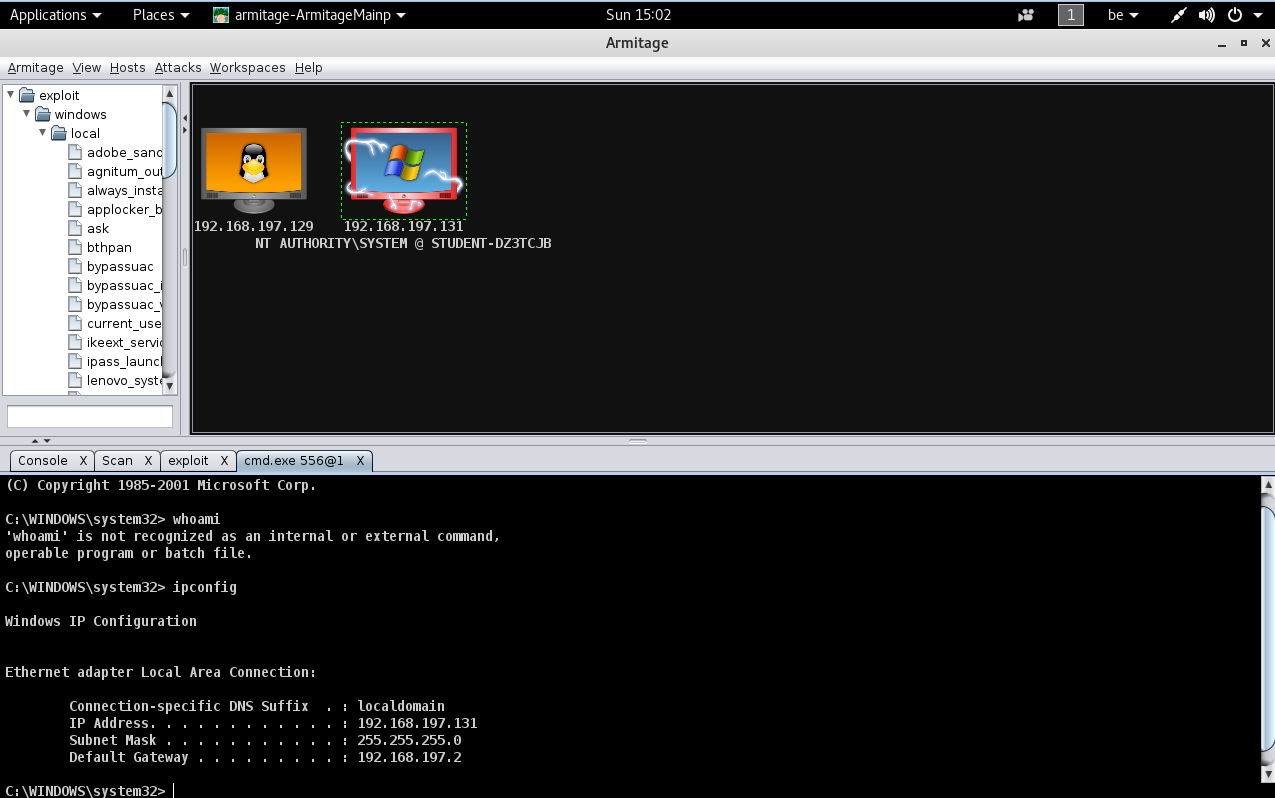 Applications Places armitage-ArmitageMainp Sun 15:02 1 be
Armitage
Armitage View Hosts Attacks Workspaces Help
exploit
windows
local
adobe_sand
agnitum_out
always_insta
applocker_b
ask
bthpan
bypassuac
bypassuac_i
bypassuac_v
current_use
ikeext_servic
ipass_launch
lenovo_syste
192.168.197.129 192.168.197.131
NT AUTHORITY\SYSTEM @ STUDENT-DZ3TCJB
Console X Scan X exploit X cmd.exe 556@1 X
(C) Copyright 1985-2001 Microsoft Corp.
C:\WINDOWS\system32> whoami
'whoami' is not recognized as an internal or external command,
operable program or batch file.
C:\WINDOWS\system32> ipconfig
Windows IP Configuration
Ethernet adapter Local Area Connection:
Connection-specific DNS Suffix . : localdomain
IP Address. . . . . . . . . . . . : 192.168.197.131
Subnet Mask . . . . . . . . . . . : 255.255.255.0
Default Gateway . . . . . . . . . : 192.168.197.2
C:\WINDOWS\system32>